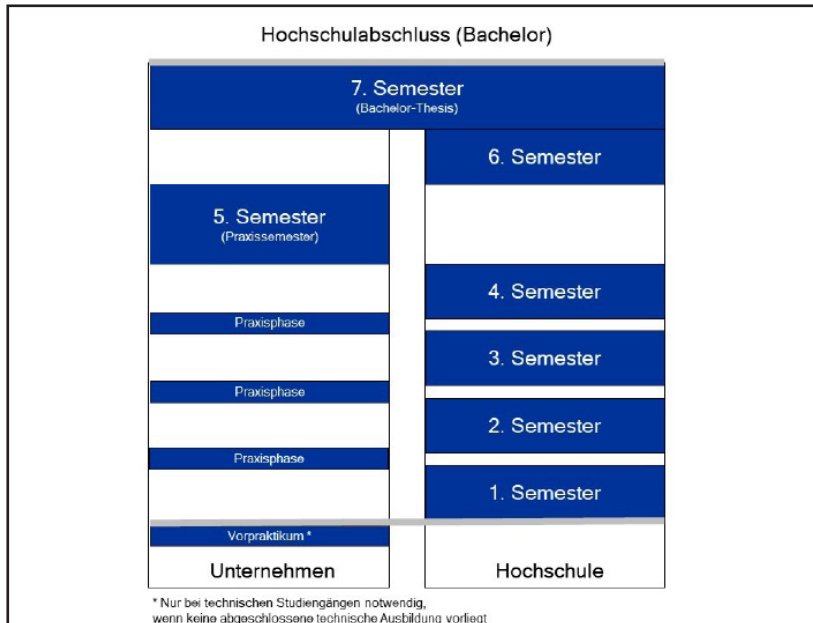 Hochschulabschluss (Bachelor)
7. Semester
(Bachelor-Thesis)
6. Semester
5. Semester
(Praxissemester)
4. Semester
Praxisphase
3. Semester
Praxisphase
2. Semester
Praxisphase
1. Semester
Vorpraktikum *
Unternehmen
Hochschule
* Nur bei technischen Studiengängen notwendig,
wenn keine abgeschlossene technische Ausbildung vorliegt